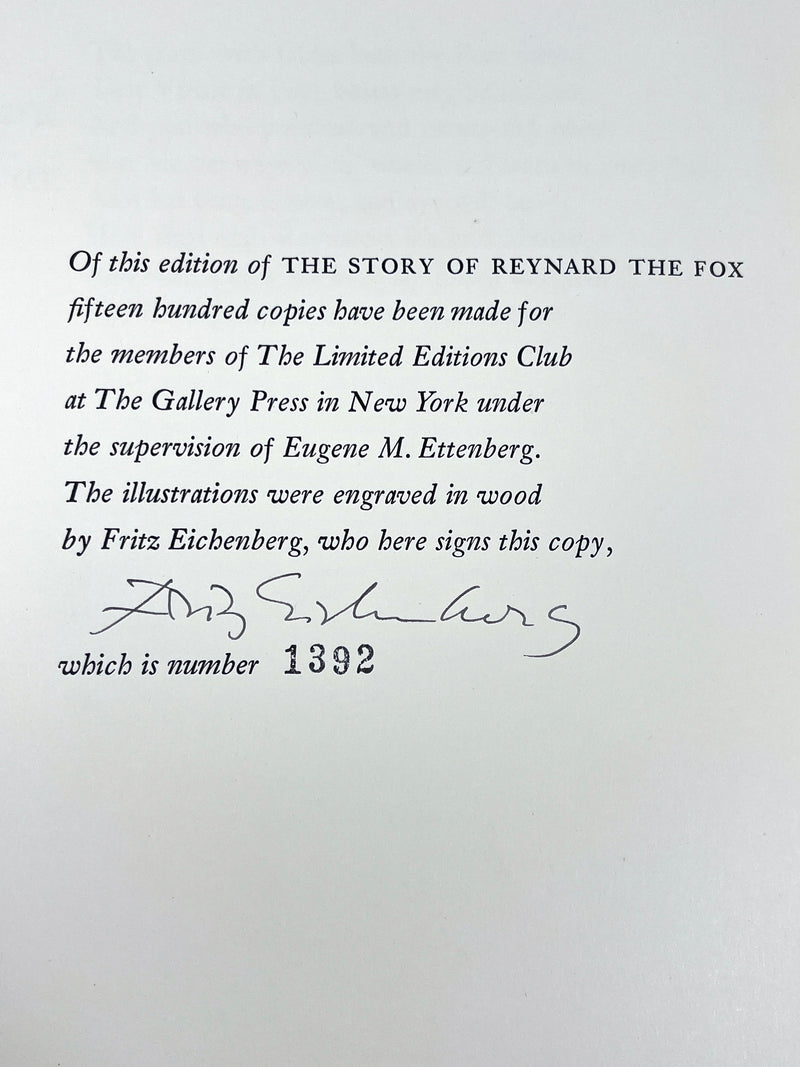 Of this edition of THE STORY OF REYNARD THE FOX
fifteen hundred copies have been made for
the members of The Limited Editions Club
at The Gallery Press in New York under
the supervision of Eugene M. Ettenberg.
The illustrations were engraved in wood
by Fritz Eichenberg, who here signs this copy,
Fritz Eichenberg
which is number 1392